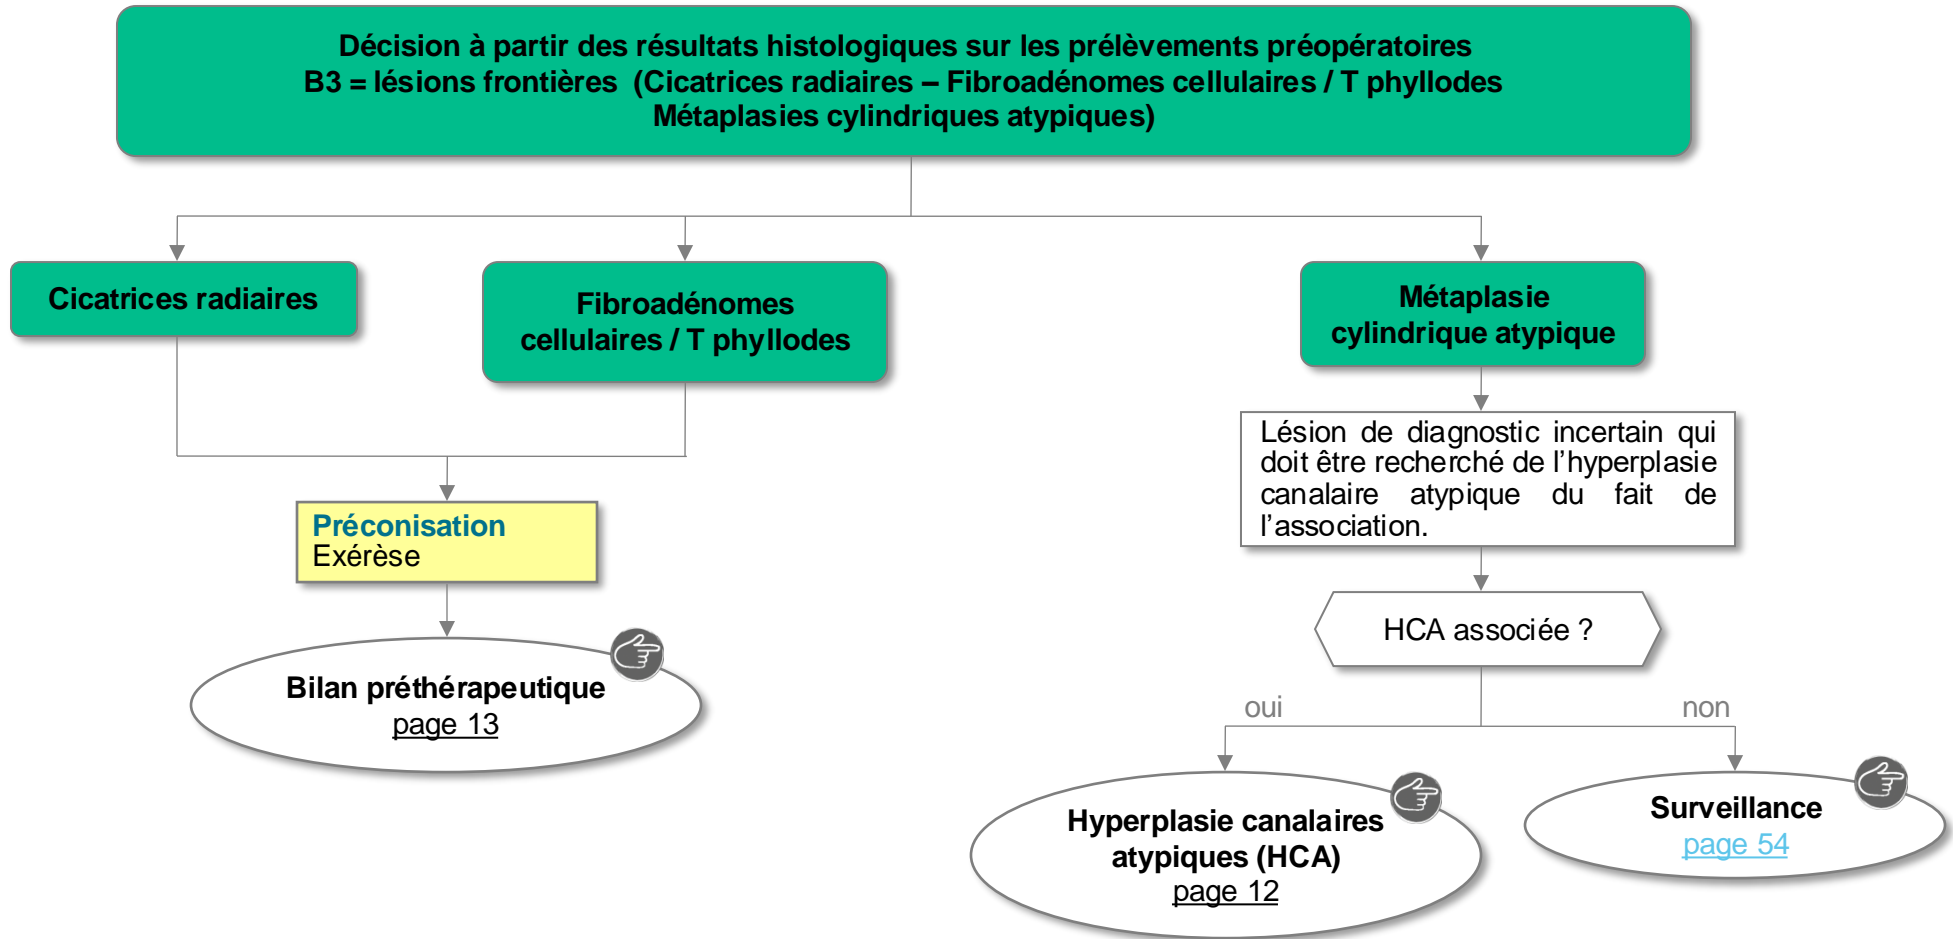 Décision à partir des résultats histologiques sur les prélèvements préopératoires
B3 = lésions frontières (Cicatrices radiaires – Fibroadénomes cellulaires / T phyllodes
Métaplasies cylindriques atypiques)
Cicatrices radiaires
Fibroadénomes
cellulaires / T phyllodes
Métaplasie
cylindrique atypique
Lésion de diagnostic incertain qui
doit être recherché de l’hyperplasie
canalaire atypique du fait de
l’association.
Préconisation
Exérèse
HCA associée ?
Bilan préthérapeutique
page 13
oui
non
Hyperplasie canalaires
atypiques (HCA)
page 12
Surveillance
page 54